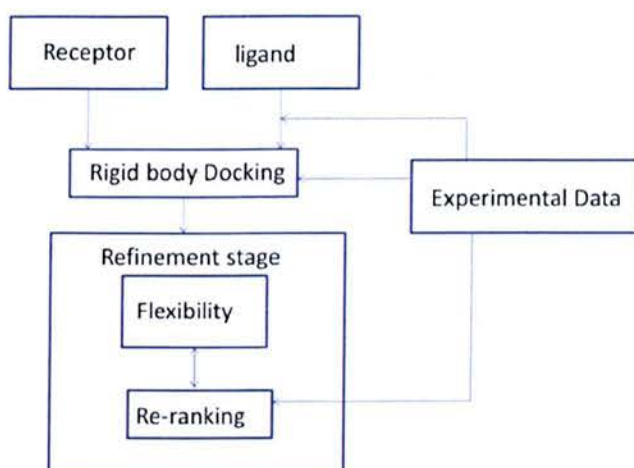 Receptor
ligand
Rigid body Docking
Experimental Data
Refinement stage
Flexibility
Re-ranking